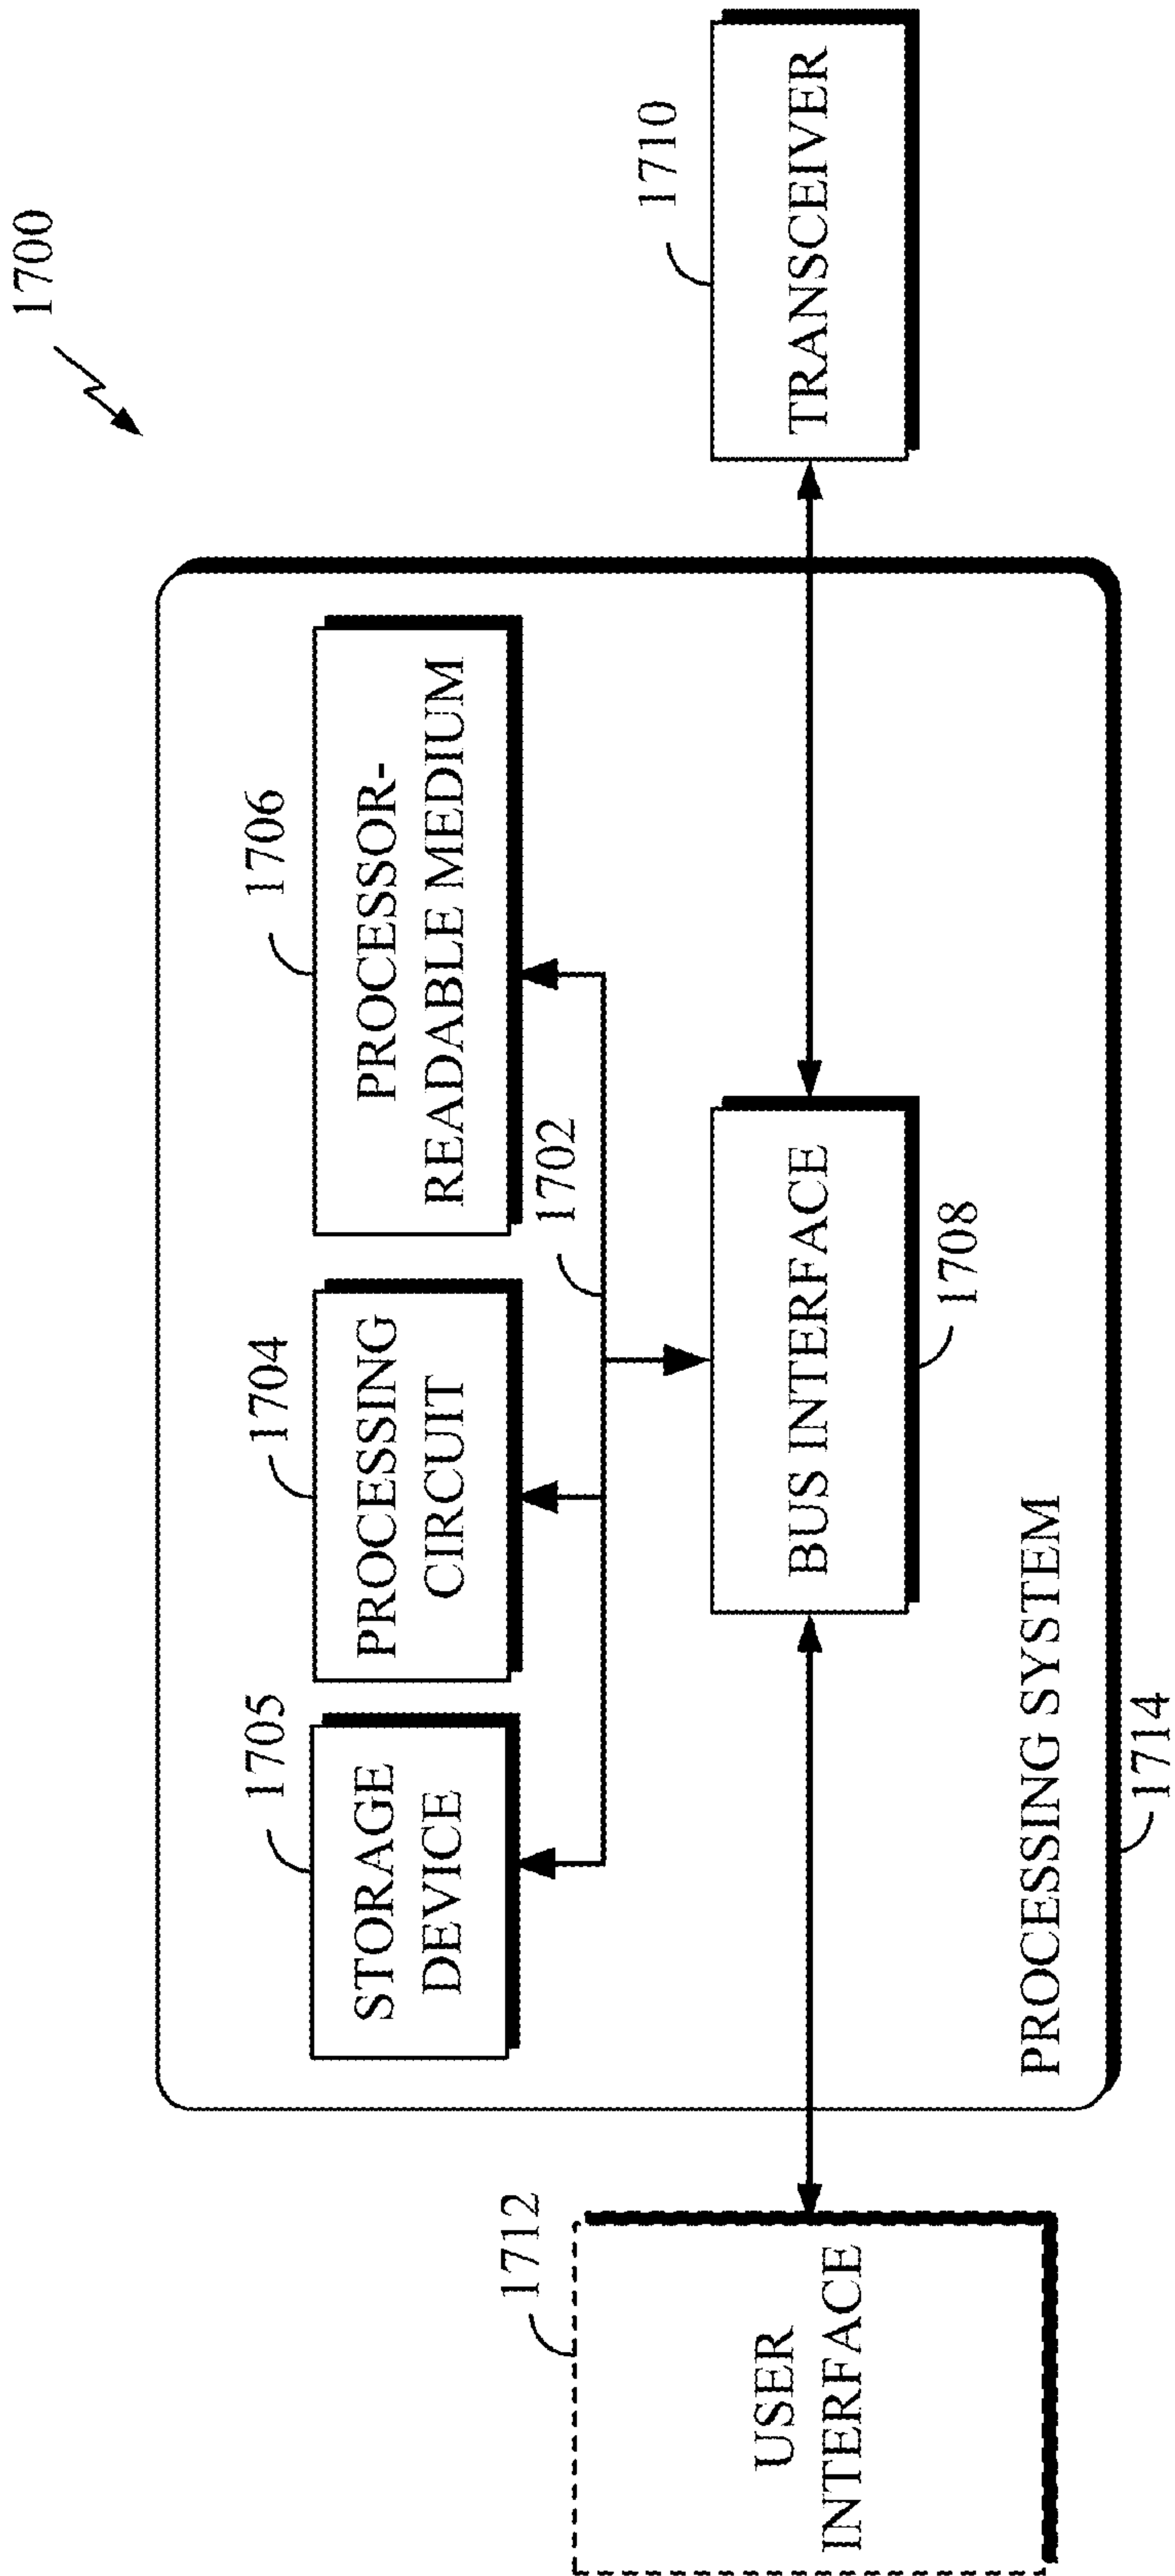 1700
1705
STORAGE
DEVICE
1704
PROCESSING
CIRCUIT
1706
PROCESSOR-
READABLE MEDIUM
1702
1712
USER
INTERFACE
BUS INTERFACE
1708
1710
TRANSCEIVER
PROCESSING SYSTEM
1714